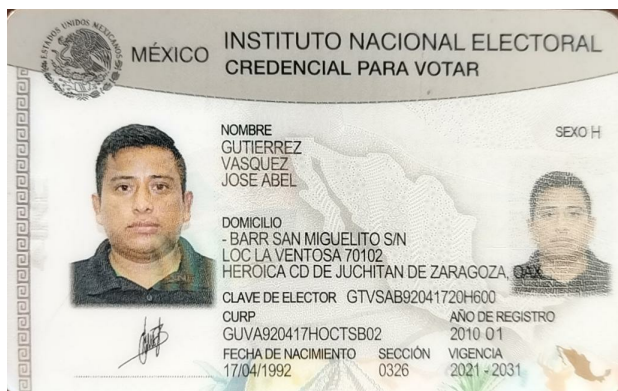 ESTADOS UNIDOS MEXICANOS
MÉXICO
INSTITUTO NACIONAL ELECTORAL
CREDENCIAL PARA VOTAR
NOMBRE
GUTIERREZ
VASQUEZ
JOSE ABEL
SEXO H
DOMICILIO
- BARR SAN MIGUELITO S/N
LOC LA VENTOSA 70102
HEROICA CD DE JUCHITAN DE ZARAGOZA, OAX.
CLAVE DE ELECTOR GTVSAB92041720H600
CURP
GUVA920417HOCTSB02
AÑO DE REGISTRO
2010 01
FECHA DE NACIMIENTO
17/04/1992
SECCIÓN
0326
VIGENCIA
2021 - 2031